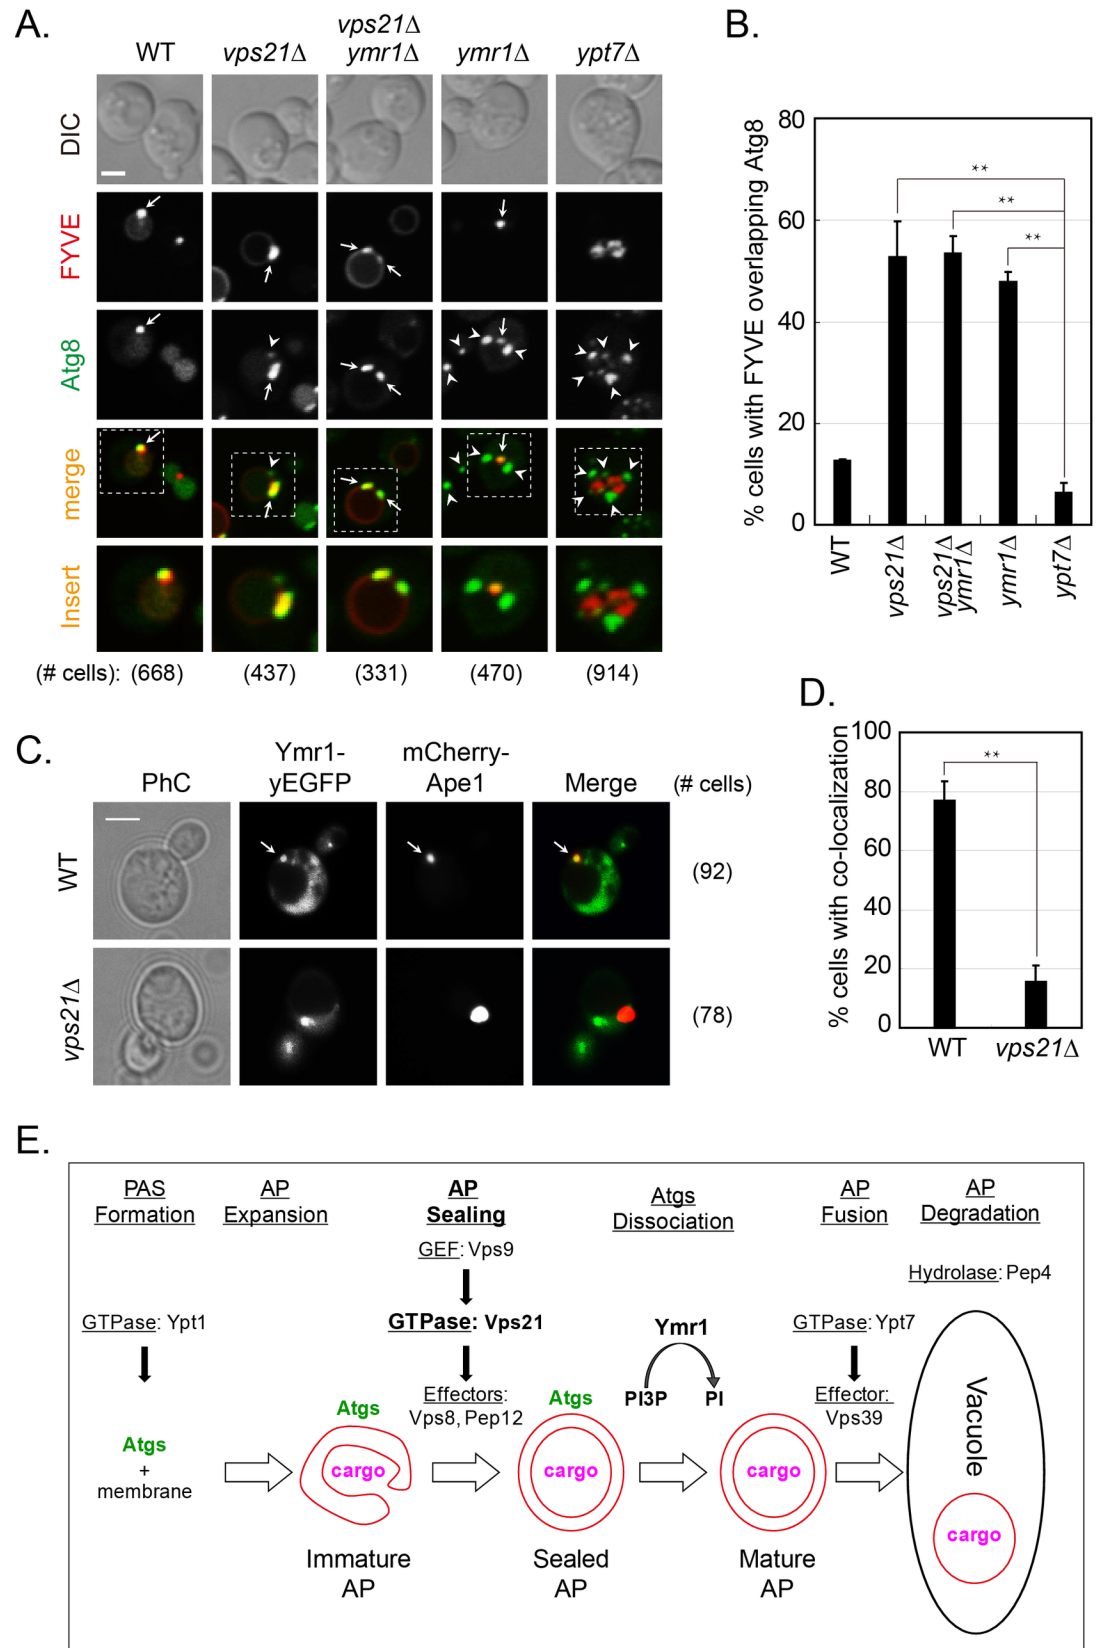 A.
WT
vps21Δ
vps21Δ
ymr1Δ
ymr1Δ
ypt7Δ
DIC
FYVE
Atg8
merge
Insert
(# cells): (668)
(437)
(331)
(470)
(914)
B.
% cells with FYVE overlapping Atg8
80
60
40
20
0
**
**
**
WT
vps21Δ
vps21Δ
ymr1Δ
ymr1Δ
ypt7Δ
C.
PhC
Ymr1-
yEGFP
mCherry-
Ape1
Merge
(# cells)
WT
(92)
vps21Δ
(78)
D.
% cells with co-localization
100
80
60
40
20
0
**
WT
vps21Δ
E.
PAS
Formation
AP
Expansion
AP
Sealing
Atgs
Dissociation
AP
Fusion
AP
Degradation
GEF: Vps9
Hydrolase: Pep4
GTPase: Ypt1
GTPase: Vps21
Ymr1
GTPase: Ypt7
PI3P
PI
Effectors:
Vps8, Pep12
Effector:
Vps39
Atgs
Atgs
Atgs
+
membrane
cargo
cargo
cargo
Vacuole
cargo
Immature
AP
Sealed
AP
Mature
AP